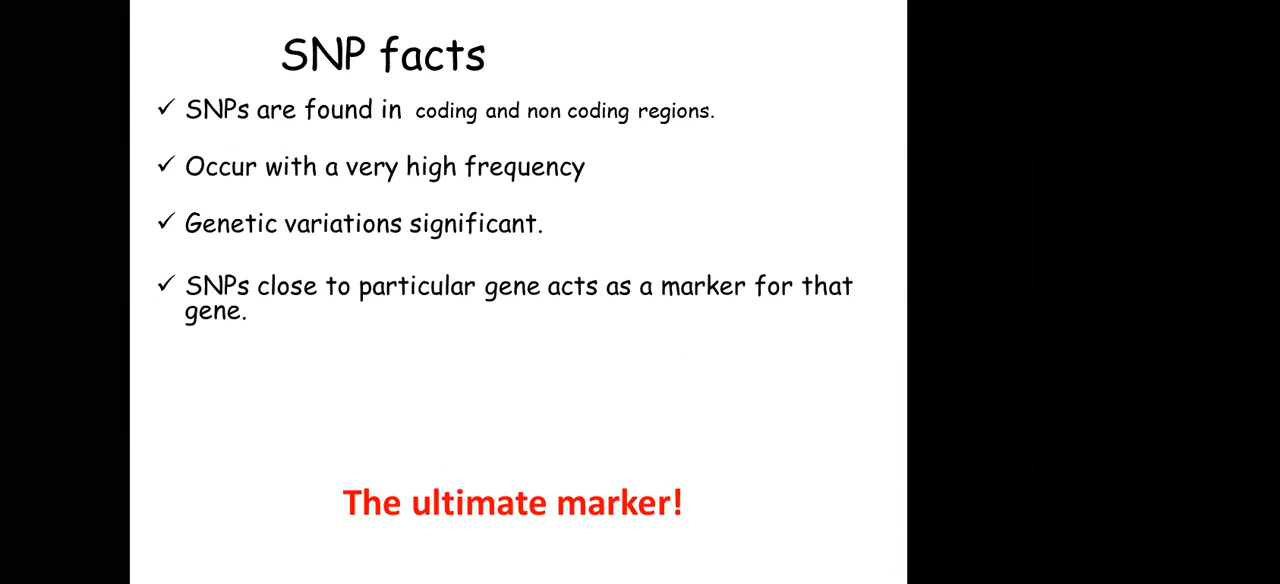 SNP facts
✓ SNPs are found in coding and non coding regions.
✓ Occur with a very high frequency
✓ Genetic variations significant.
✓ SNPs close to particular gene acts as a marker for that
gene.
The ultimate marker!